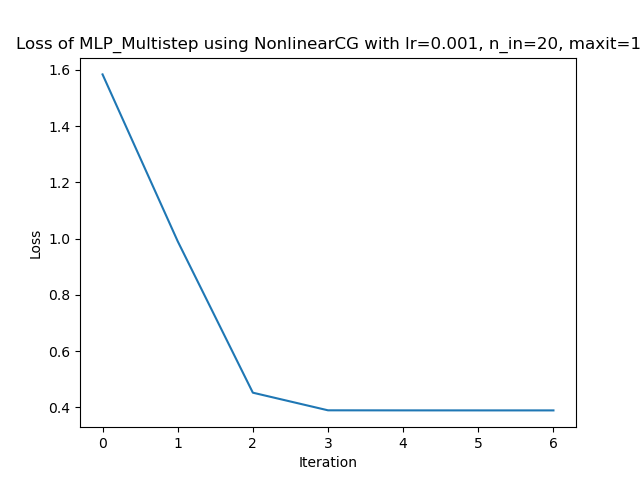 Loss of MLP_Multistep using NonlinearCG with lr=0.001, n_in=20, maxit=1
1.6
1.4
1.2
1.0
0.8
0.6
0.4
Loss
0 1 2 3 4 5 6
Iteration